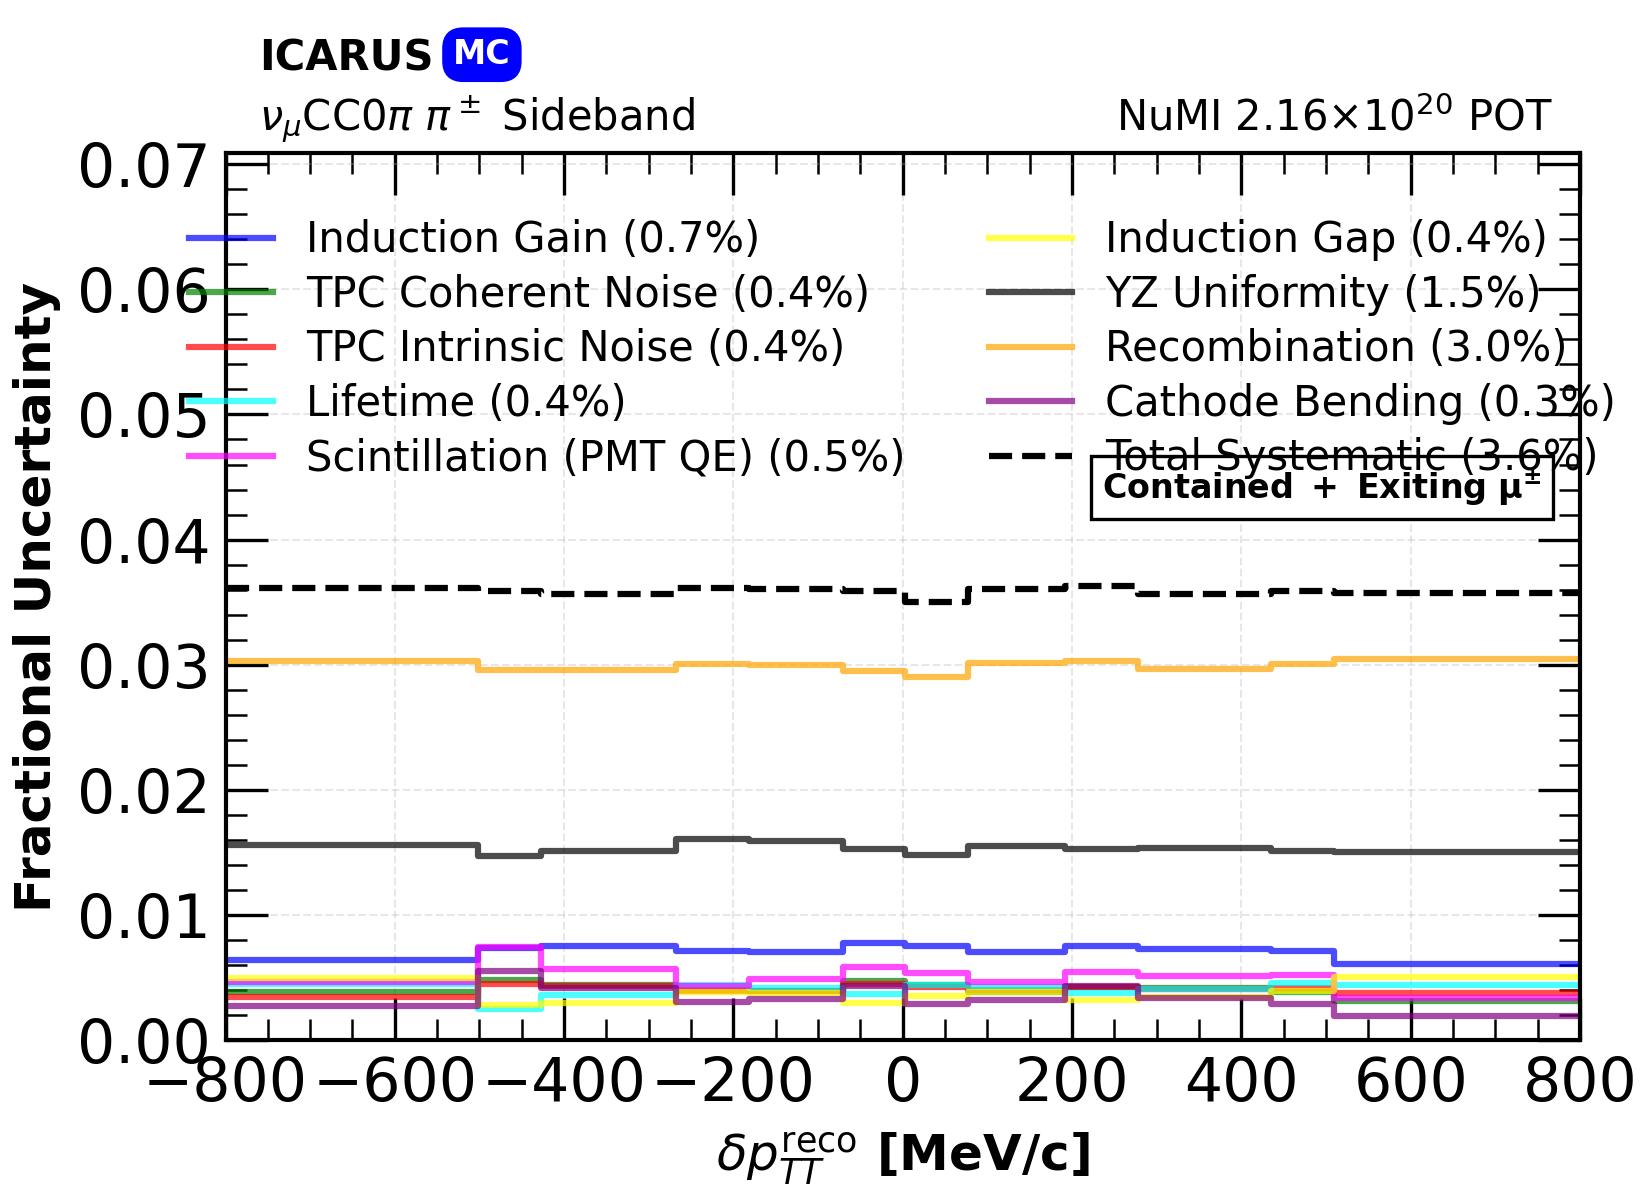 ICARUS MC
νμCC0π π± Sideband
NuMI 2.16×10²⁰ POT
0.07
0.06
0.05
0.04
0.03
0.02
0.01
0.00
Fractional Uncertainty
Induction Gain (0.7%)
TPC Coherent Noise (0.4%)
TPC Intrinsic Noise (0.4%)
Lifetime (0.4%)
Scintillation (PMT QE) (0.5%)
Induction Gap (0.4%)
YZ Uniformity (1.5%)
Recombination (3.0%)
Cathode Bending (0.3%)
Total Systematic (3.6%)
Contained + Exiting μ±
−800 −600 −400 −200 0 200 400 600 800
δp_TT^reco [MeV/c]